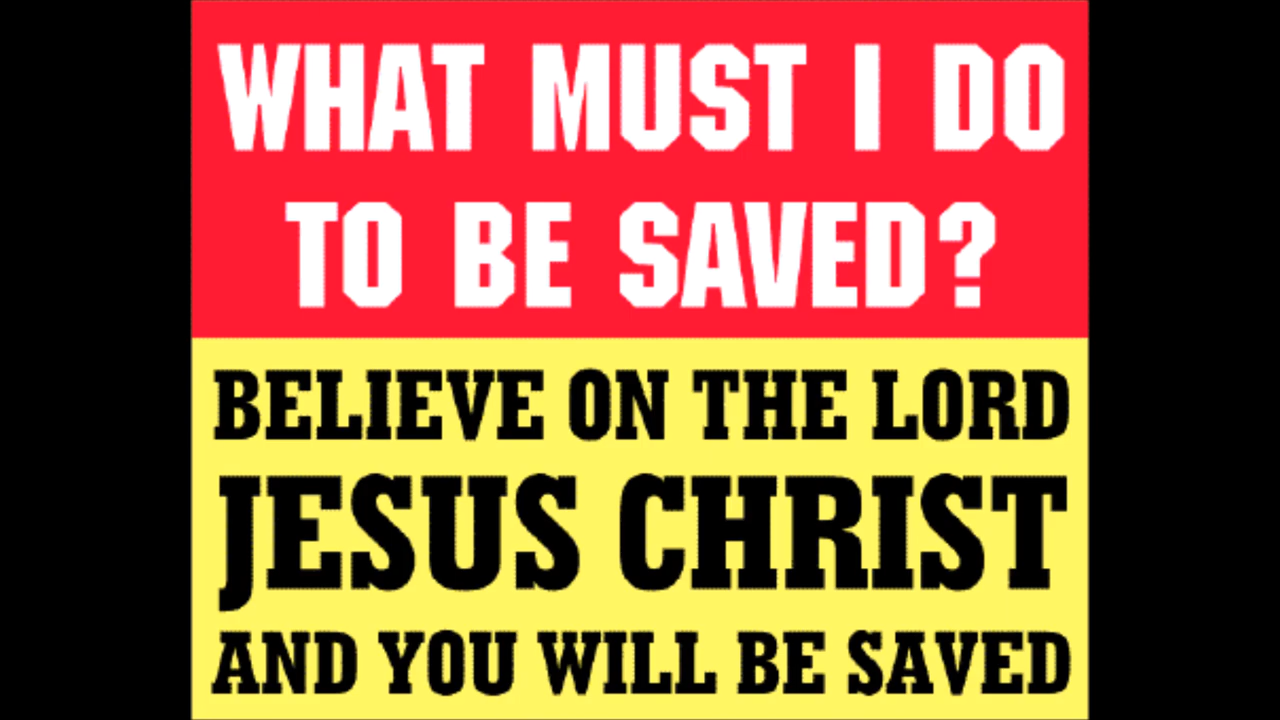 WHAT MUST I DO
TO BE SAVED?
BELIEVE ON THE LORD
JESUS CHRIST
AND YOU WILL BE SAVED